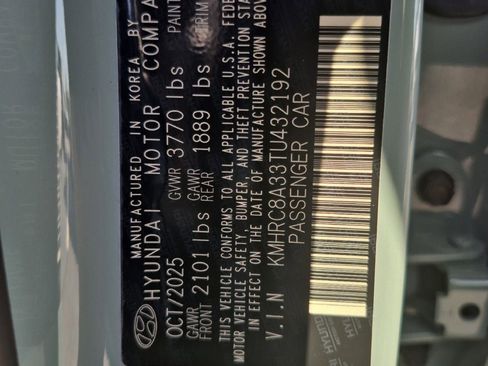 MANUFACTURED IN KOREA BY
HYUNDAI MOTOR COMPA
OCT/2025 GVWR 3770 lbs PAINT
GAWR FRONT 2101 lbs GAWR REAR 1889 lbs TRIM
THIS VEHICLE CONFORMS TO ALL APPLICABLE U.S.A. FEDE
MOTOR VEHICLE SAFETY, BUMPER, AND THEFT PREVENTION STA
IN EFFECT ON THE DATE OF MANUFACTURE SHOWN ABOVE
V.I.N KMHRC8A33TU432192
PASSENGER CAR